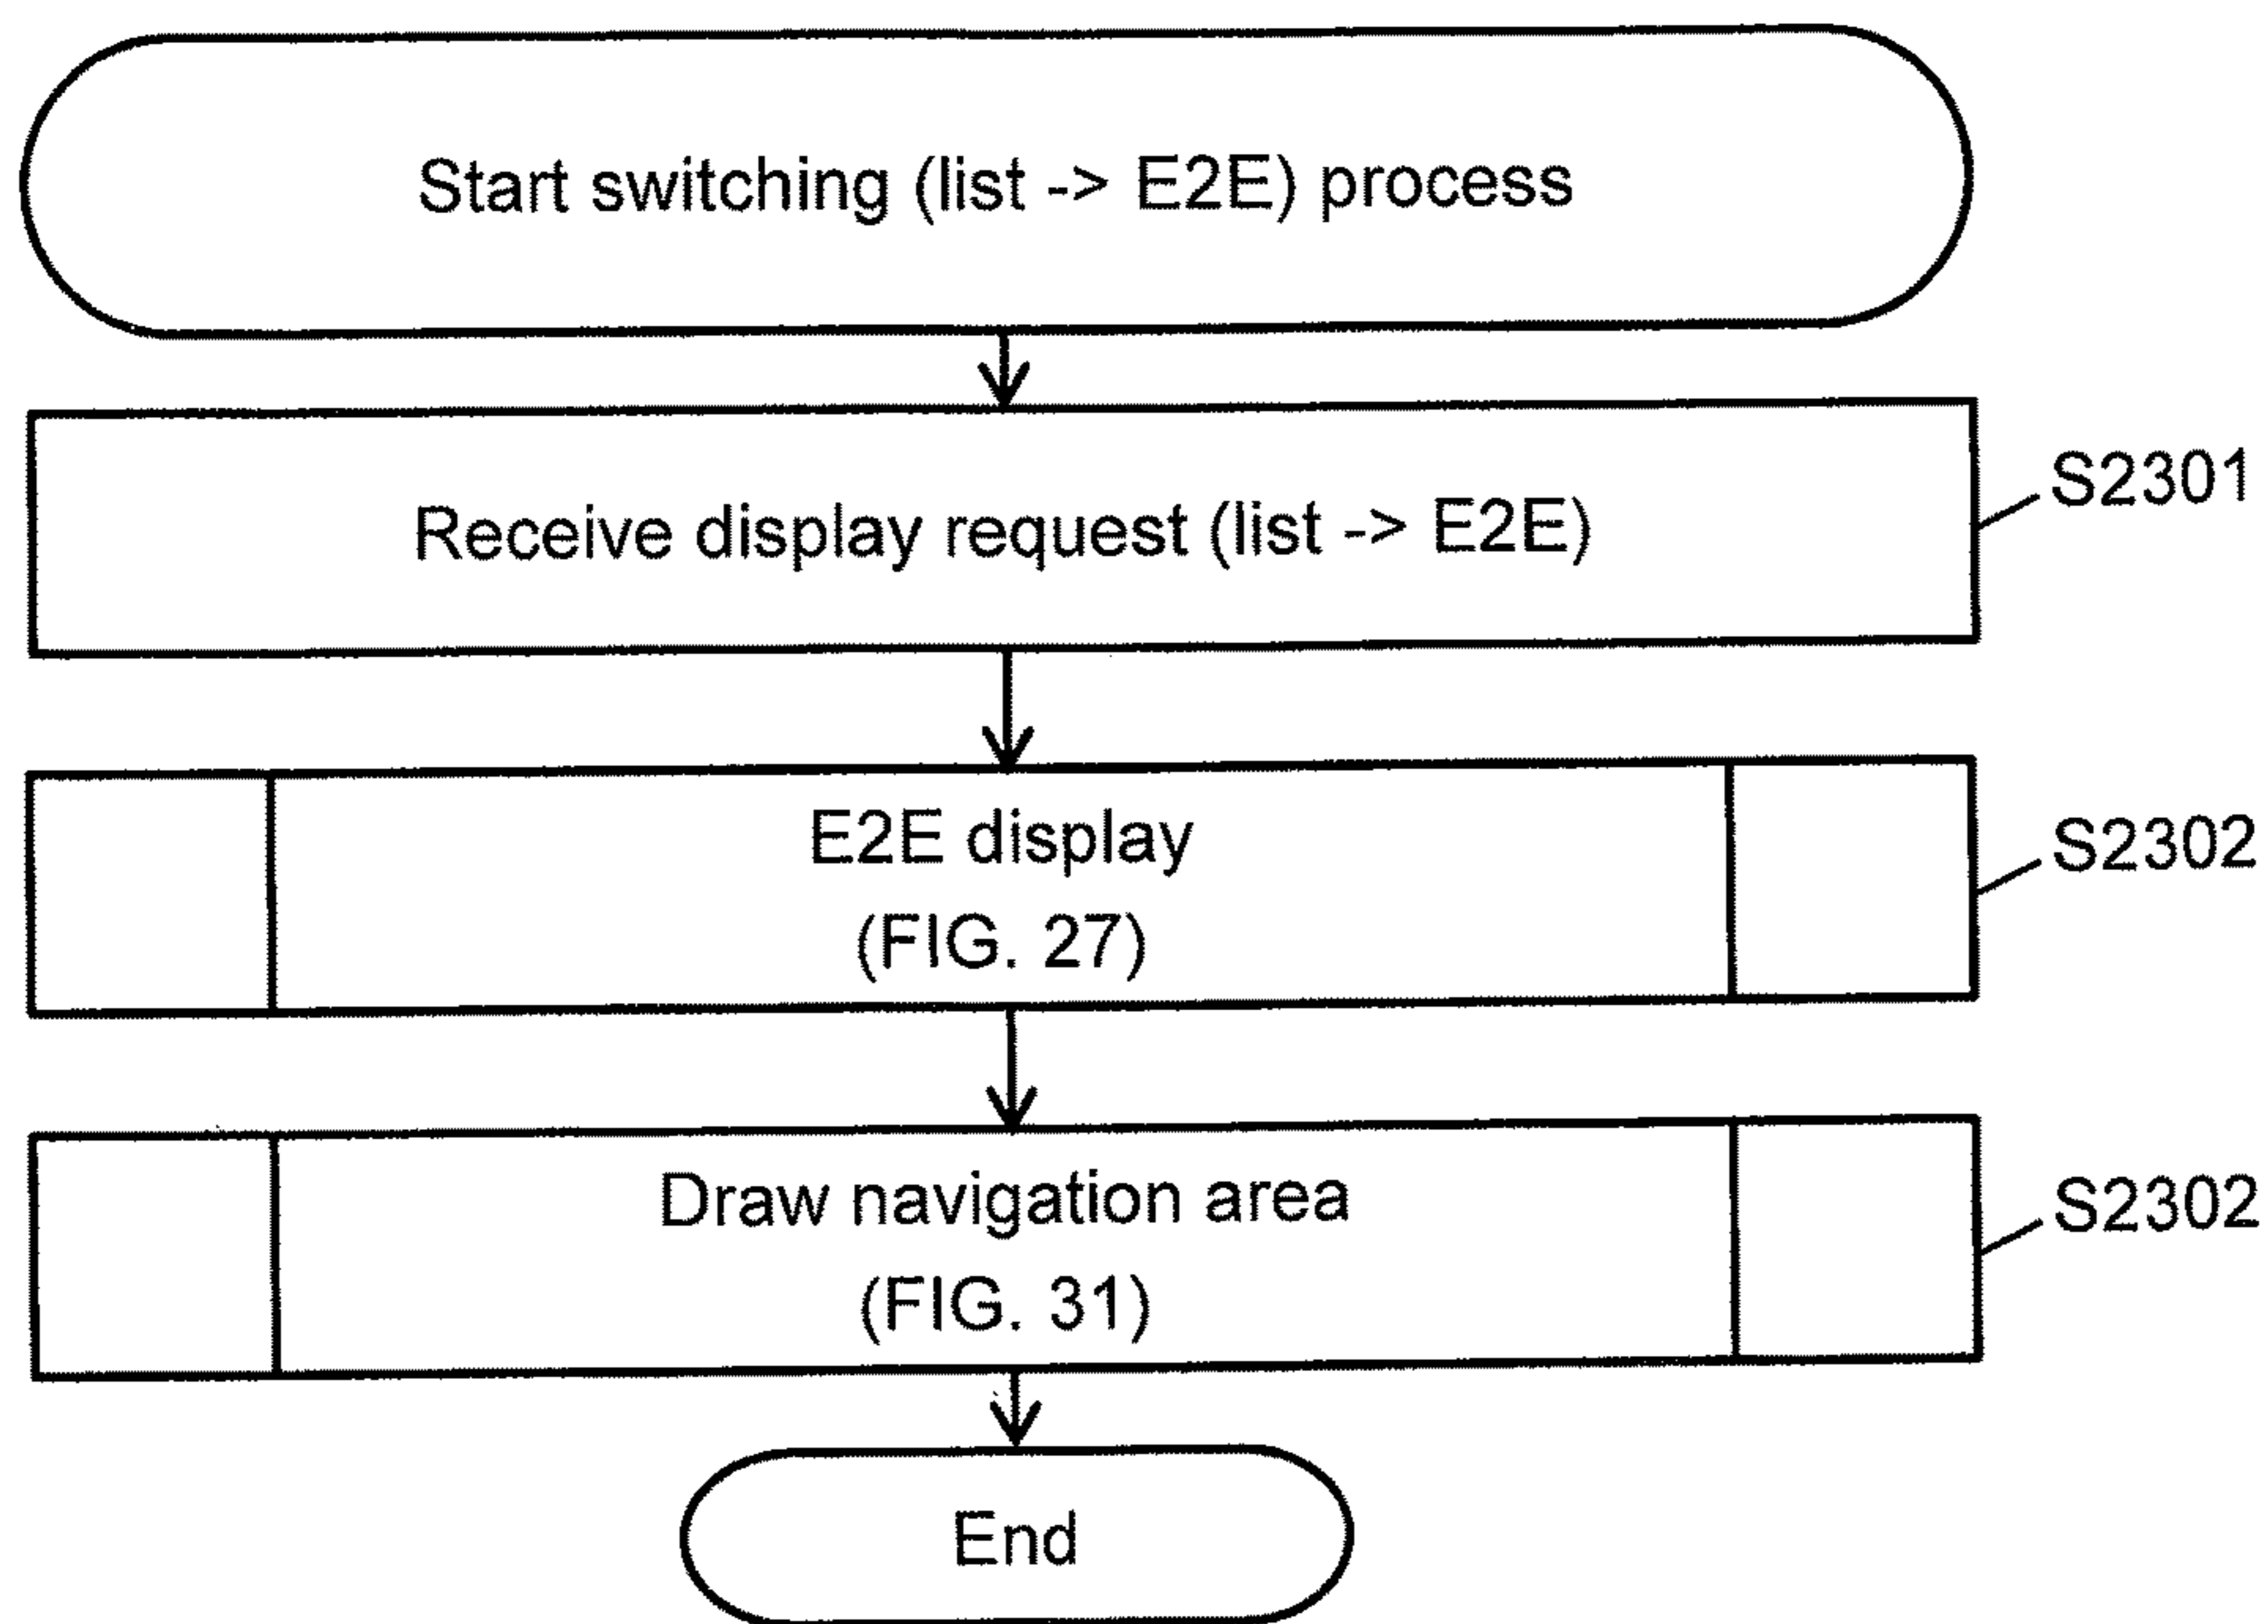 Start switching (list -> E2E) process
Receive display request (list -> E2E)
S2301
E2E display
(FIG. 27)
S2302
Draw navigation area
(FIG. 31)
S2302
End